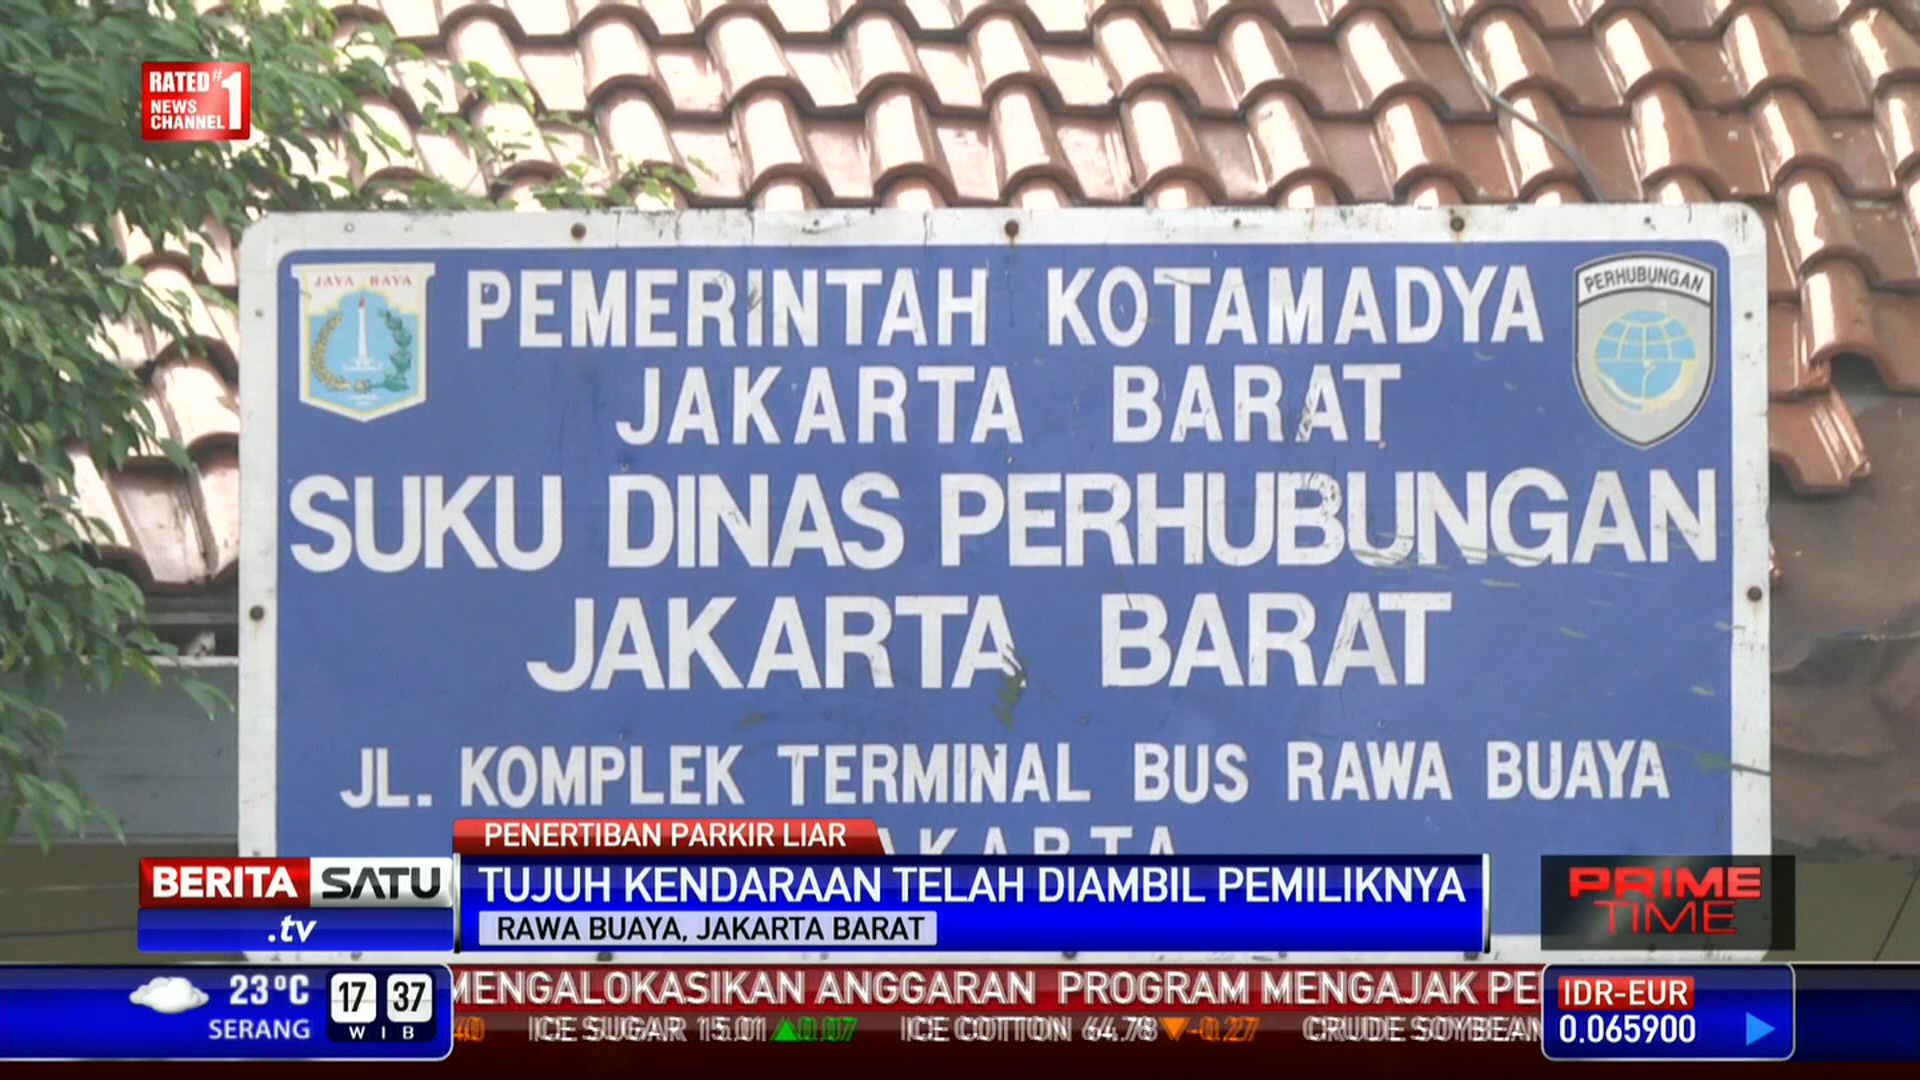 RATED #1
NEWS
CHANNEL
JAYA RAYA
PERHUBUNGAN
PEMERINTAH KOTAMADYA
JAKARTA BARAT
SUKU DINAS PERHUBUNGAN
JAKARTA BARAT
JL. KOMPLEK TERMINAL BUS RAWA BUAYA
PENERTIBAN PARKIR LIAR
BERITA SATU
.tv
TUJUH KENDARAAN TELAH DIAMBIL PEMILIKNYA
RAWA BUAYA, JAKARTA BARAT
PRIME
TIME
23°C
SERANG
17 37
WIB
MENGALOKASIKAN ANGGARAN PROGRAM MENGAJAK PE
ICE SUGAR 15.01 ▲0.07 ICE COTTON 64.78 ▼-0.27 CRUDE SOYBEAN
IDR-EUR
0.065900